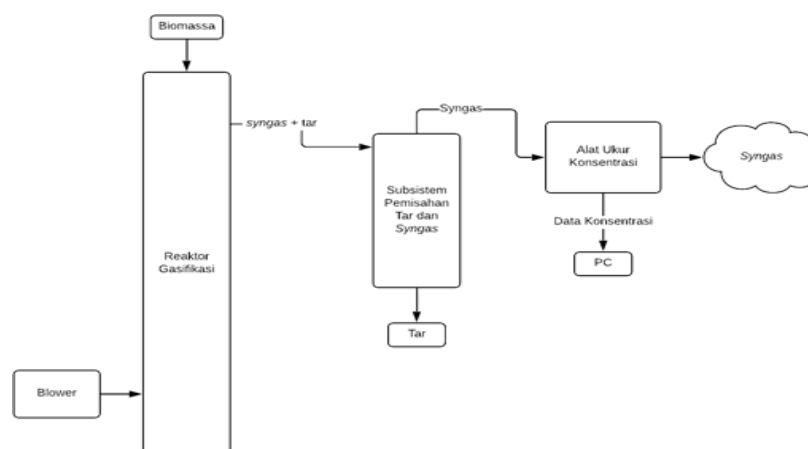 Biomassa
syngas + tar
Syngas
Alat Ukur
Konsentrasi
Syngas
Subsistem
Pemisahan
Tar dan
Syngas
Data Konsentrasi
Reaktor
Gasifikasi
PC
Tar
Blower